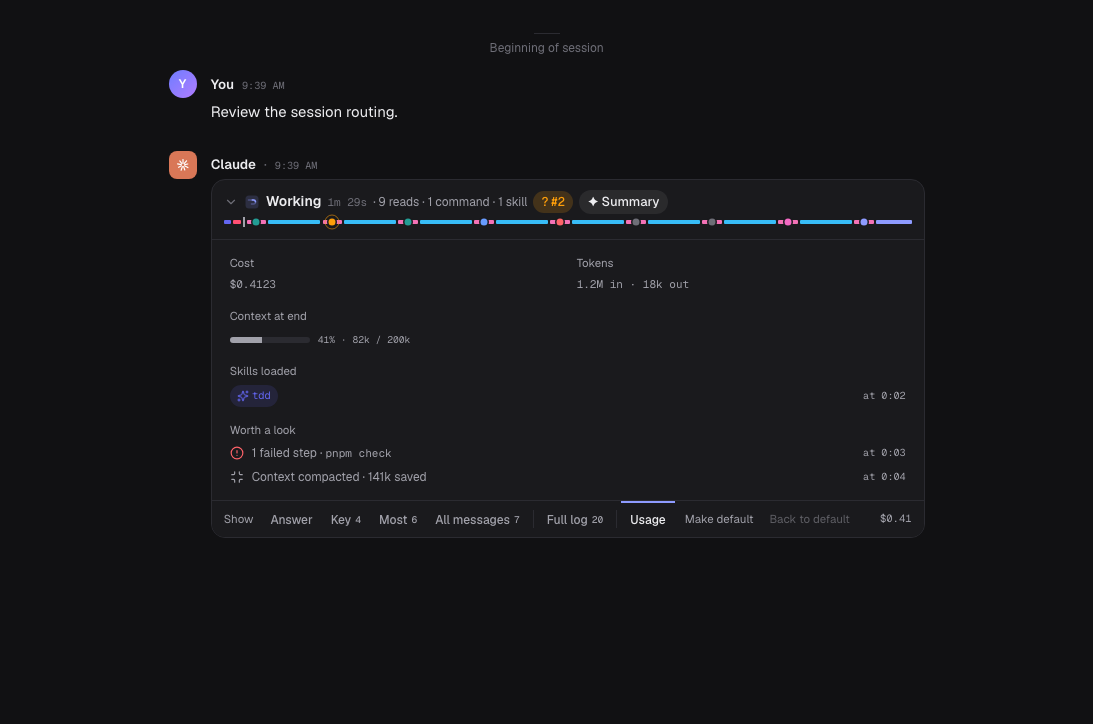 Beginning of session
Y
You 9:39 AM
Review the session routing.
Claude · 9:39 AM
Working 1m 29s · 9 reads · 1 command · 1 skill ? #2 ✦ Summary
Cost
Tokens
$0.4123
1.2M in · 18k out
Context at end
41% · 82k / 200k
Skills loaded
tdd at 0:02
Worth a look
1 failed step · pnpm check at 0:03
Context compacted · 141k saved at 0:04
Show Answer Key 4 Most 6 All messages 7 Full log 20 Usage Make default Back to default $0.41